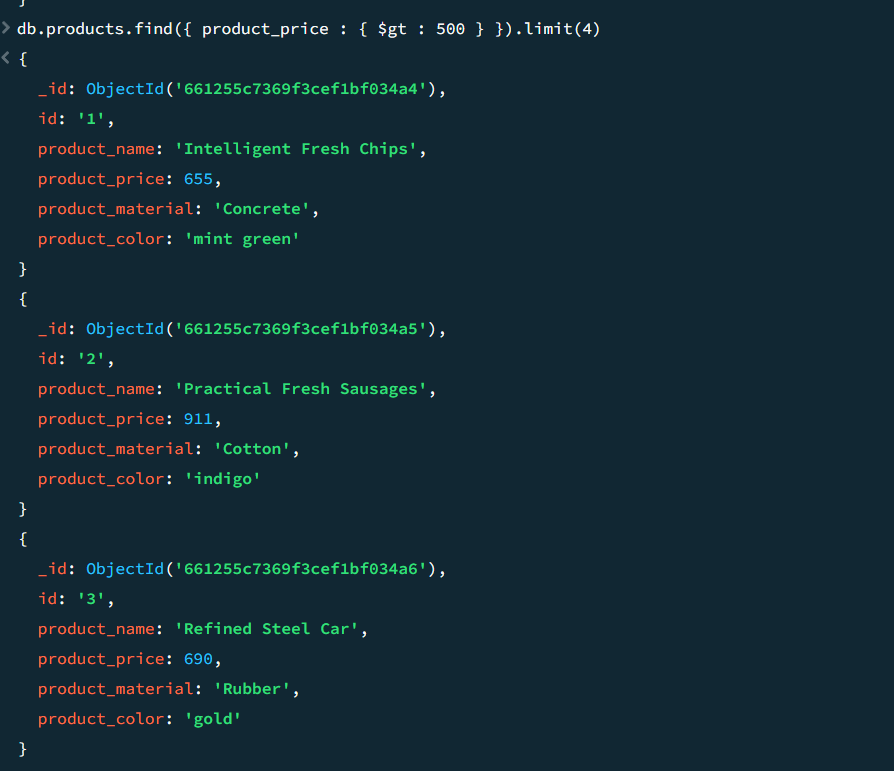 }
> db.products.find({ product_price : { $gt : 500 } }).limit(4)
< {
_id: ObjectId('661255c7369f3cef1bf034a4'),
id: '1',
product_name: 'Intelligent Fresh Chips',
product_price: 655,
product_material: 'Concrete',
product_color: 'mint green'
}
{
_id: ObjectId('661255c7369f3cef1bf034a5'),
id: '2',
product_name: 'Practical Fresh Sausages',
product_price: 911,
product_material: 'Cotton',
product_color: 'indigo'
}
{
_id: ObjectId('661255c7369f3cef1bf034a6'),
id: '3',
product_name: 'Refined Steel Car',
product_price: 690,
product_material: 'Rubber',
product_color: 'gold'
}